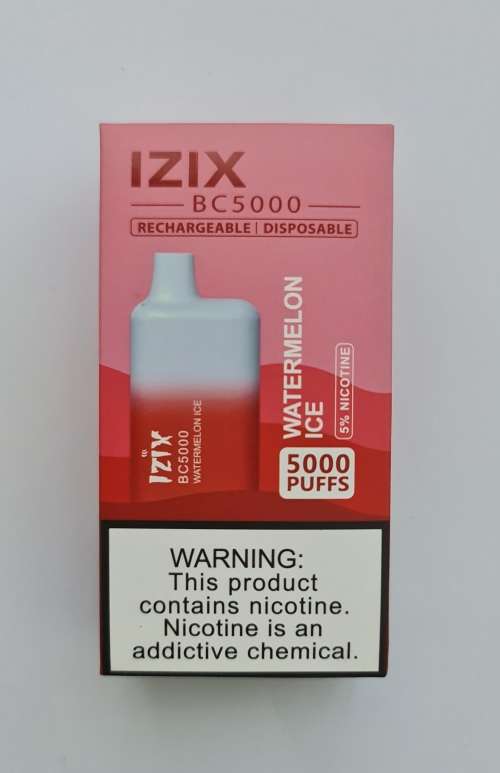 IZIX
BC5000
RECHARGEABLE | DISPOSABLE
WATERMELON
ICE
5% NICOTINE
5000
PUFFS
IZIX
BC5000
WATERMELON ICE
WARNING:
This product
contains nicotine.
Nicotine is an
addictive chemical.